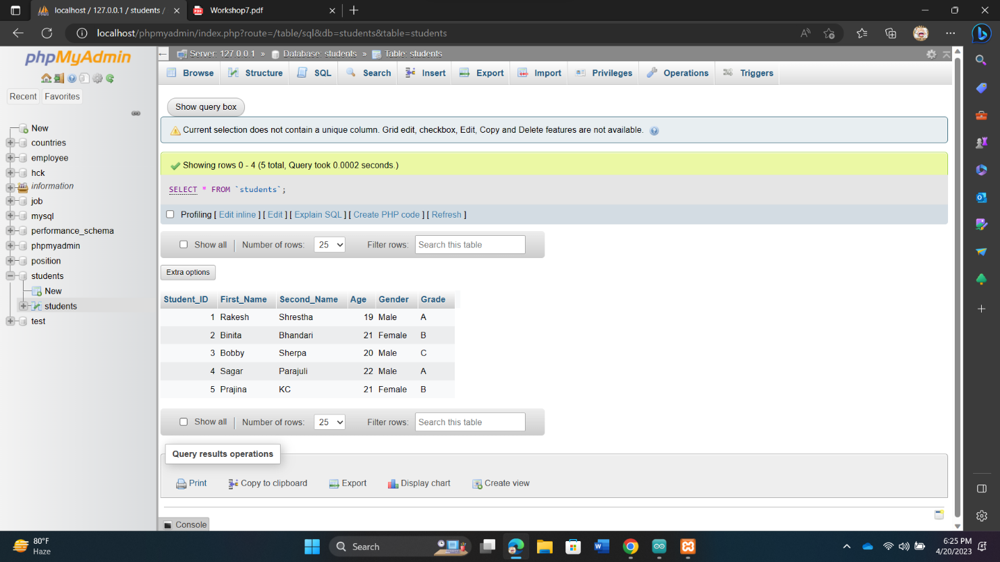 localhost / 127.0.0.1 / students /
Workshop7.pdf
localhost/phpmyadmin/index.php?route=/table/sql&db=students&table=students
phpMyAdmin
Recent Favorites
New
countries
employee
hck
information
job
mysql
performance_schema
phpmyadmin
position
students
New
students
test
Server: 127.0.0.1 » Database: students » Table: students
Browse Structure SQL Search Insert Export Import Privileges Operations Triggers
Show query box
Current selection does not contain a unique column. Grid edit, checkbox, Edit, Copy and Delete features are not available.
Showing rows 0 - 4 (5 total, Query took 0.0002 seconds.)
SELECT * FROM `students`;
Profiling [ Edit inline ] [ Edit ] [ Explain SQL ] [ Create PHP code ] [ Refresh ]
Show all Number of rows: 25 Filter rows: Search this table
Extra options
Student_ID First_Name Second_Name Age Gender Grade
1 Rakesh Shrestha 19 Male A
2 Binita Bhandari 21 Female B
3 Bobby Sherpa 20 Male C
4 Sagar Parajuli 22 Male A
5 Prajina KC 21 Female B
Show all Number of rows: 25 Filter rows: Search this table
Query results operations
Print Copy to clipboard Export Display chart Create view
Console
80°F
Haze
Search
6:25 PM
4/20/2023